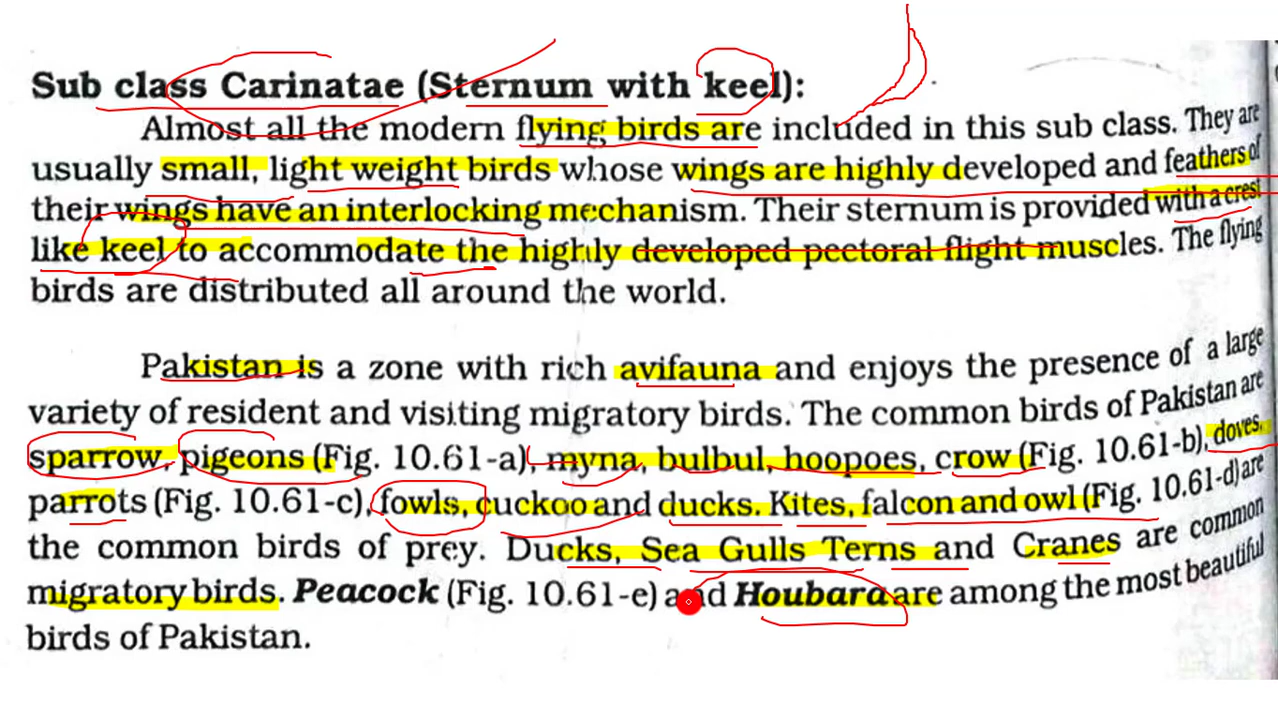 Sub class Carinatae (Sternum with keel):
Almost all the modern flying birds are included in this sub class. They are
usually small, light weight birds whose wings are highly developed and feathers of
their wings have an interlocking mechanism. Their sternum is provided with a crest
like keel to accommodate the highly developed pectoral flight muscles. The flying
birds are distributed all around the world.
Pakistan is a zone with rich avifauna and enjoys the presence of a large
variety of resident and visiting migratory birds. The common birds of Pakistan are
sparrow, pigeons (Fig. 10.61-a), myna, bulbul, hoopoes, crow (Fig. 10.61-b), doves,
parrots (Fig. 10.61-c), fowls, cuckoo and ducks. Kites, falcon and owl (Fig. 10.61-d) are
the common birds of prey. Ducks, Sea Gulls Terns and Cranes are common
migratory birds. Peacock (Fig. 10.61-e) and Houbara are among the most beautiful
birds of Pakistan.